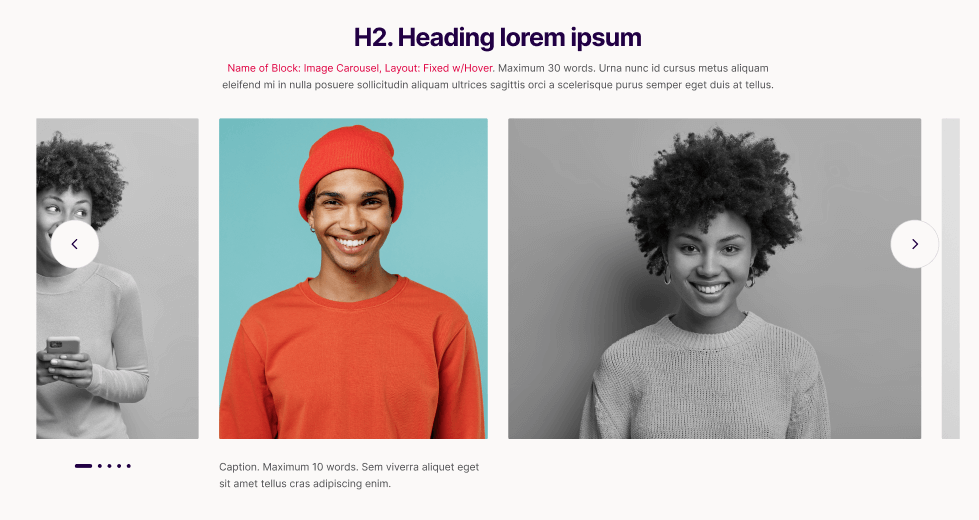 H2. Heading lorem ipsum
Name of Block: Image Carousel, Layout: Fixed w/Hover. Maximum 30 words. Urna nunc id cursus metus aliquam
eleifend mi in nulla posuere sollicitudin aliquam ultrices sagittis orci a scelerisque purus semper eget duis at tellus.
Caption. Maximum 10 words. Sem viverra aliquet eget
sit amet tellus cras adipiscing enim.